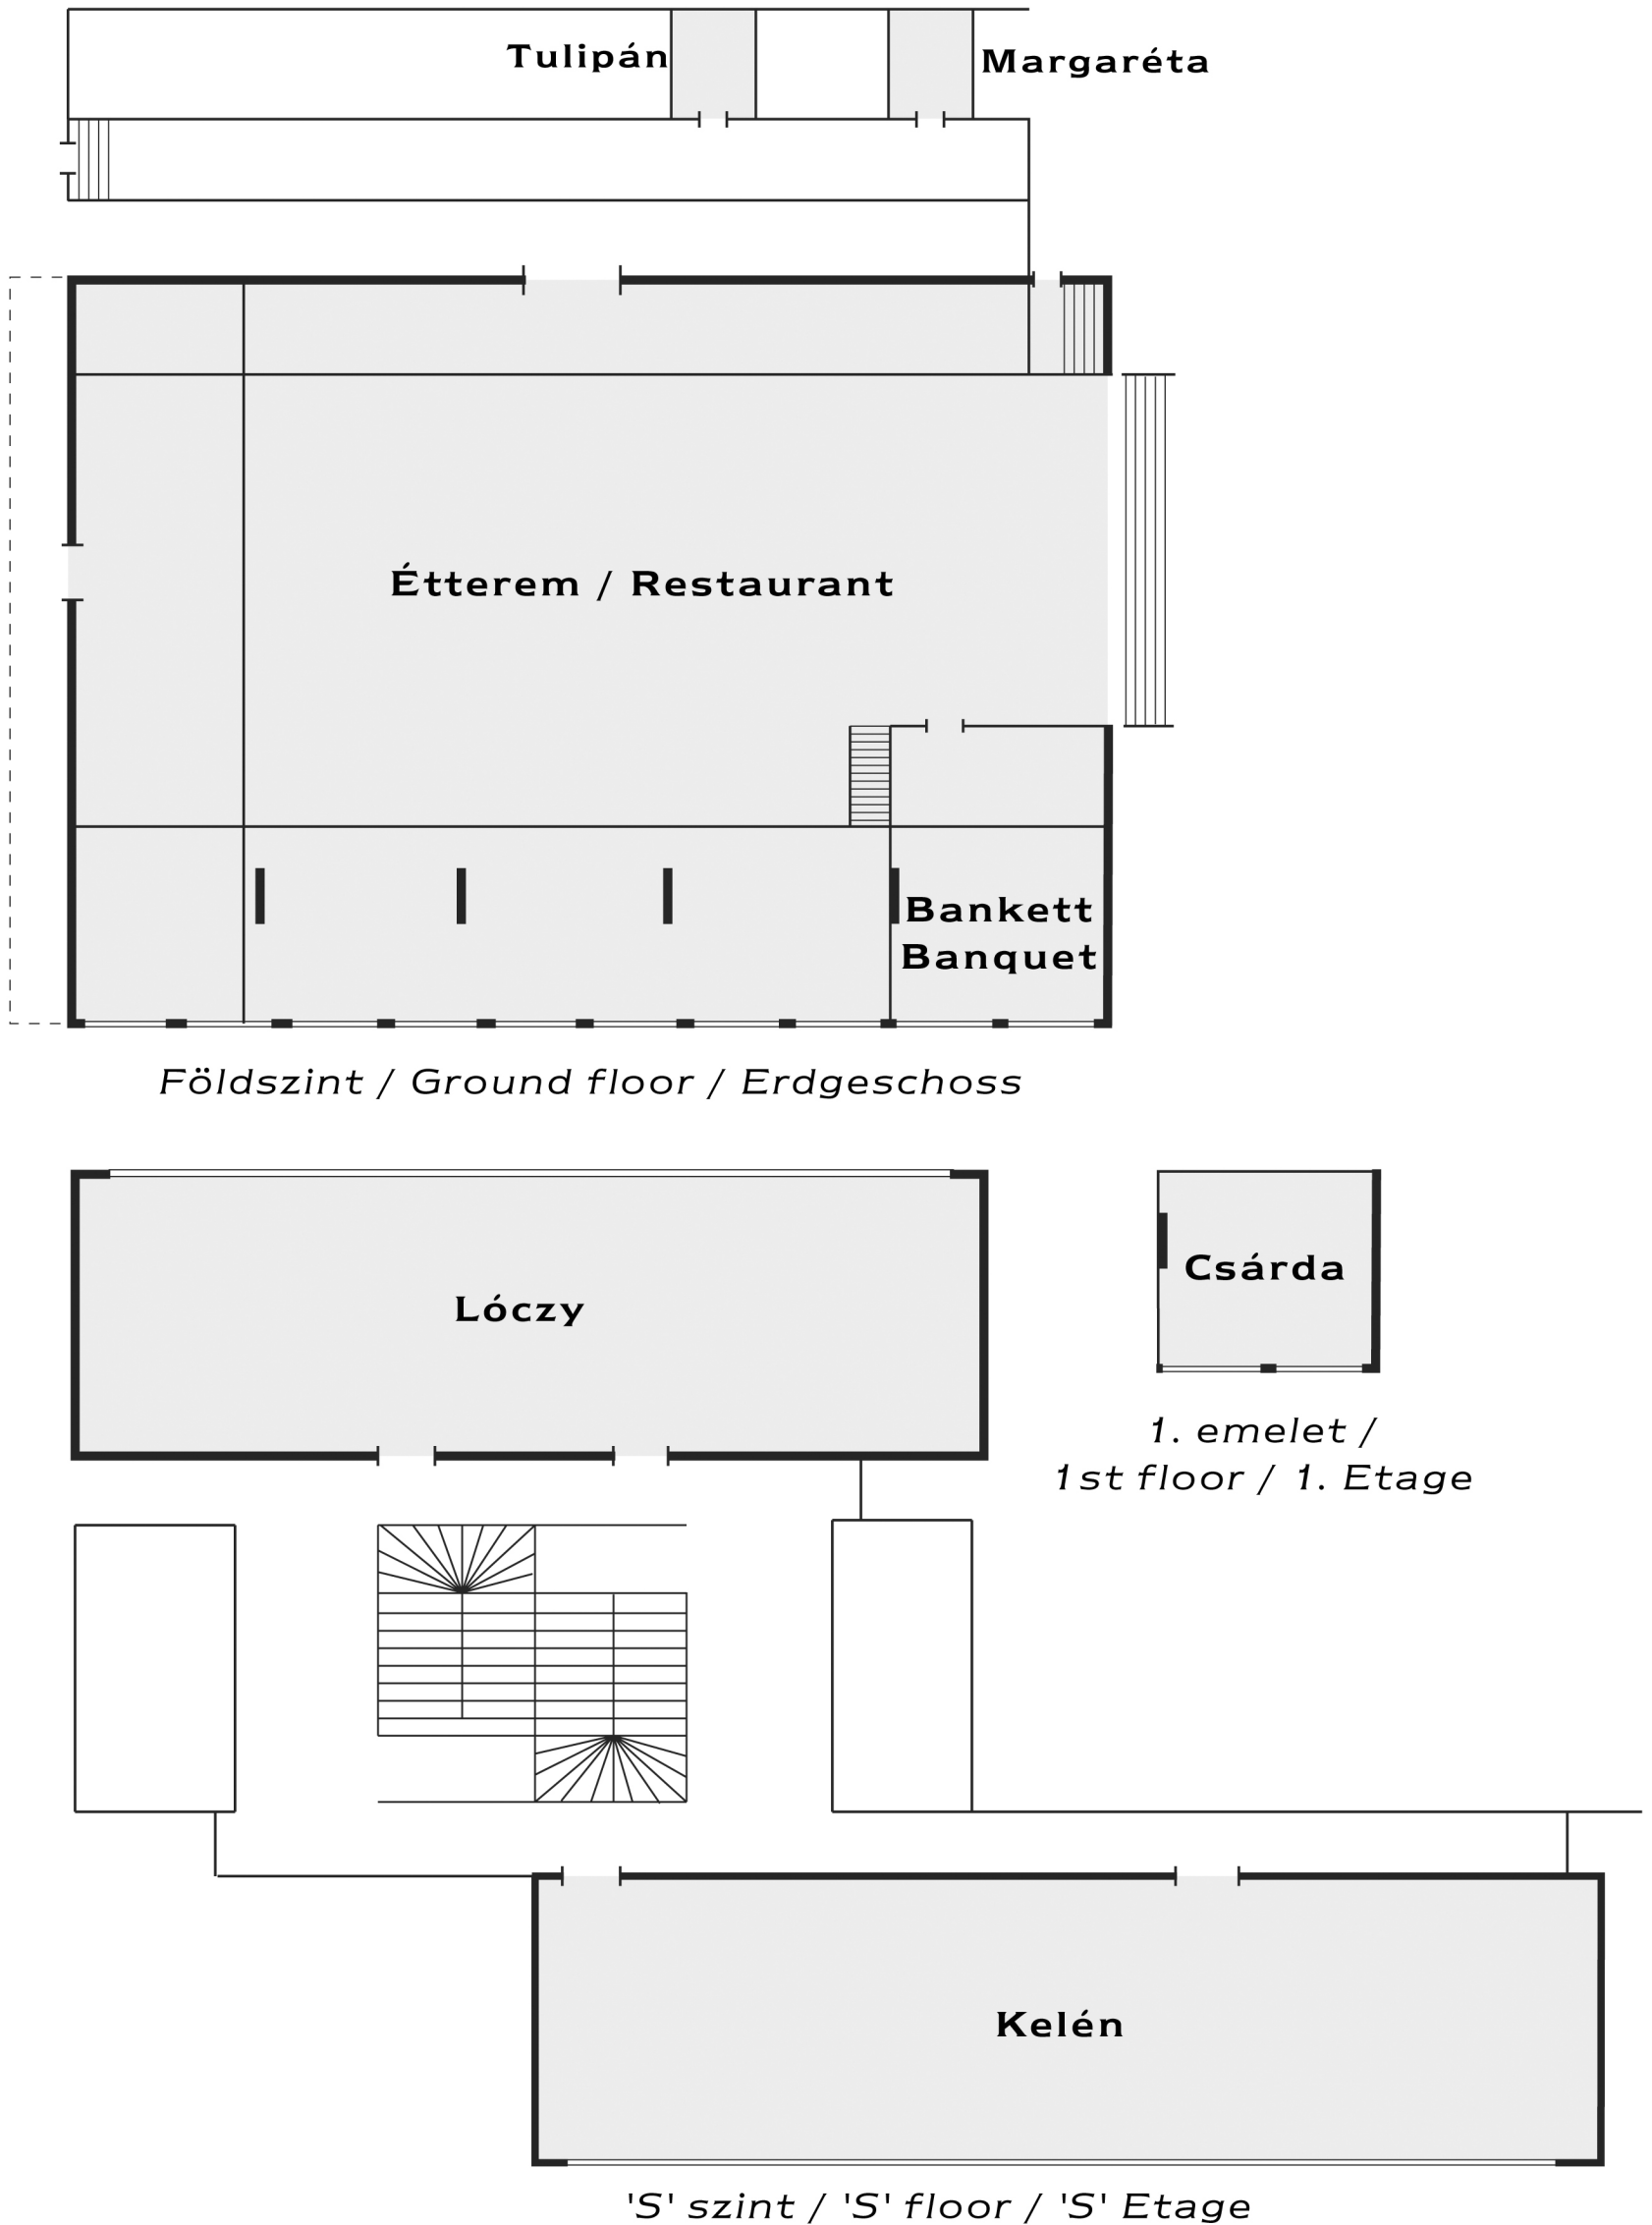 Tulipán
Margaréta
Étterem / Restaurant
Bankett
Banquet
Földszint / Ground floor / Erdgeschoss
Lóczy
Csárda
1. emelet /
1st floor / 1. Etage
Kelén
'S' szint / 'S' floor / 'S' Etage